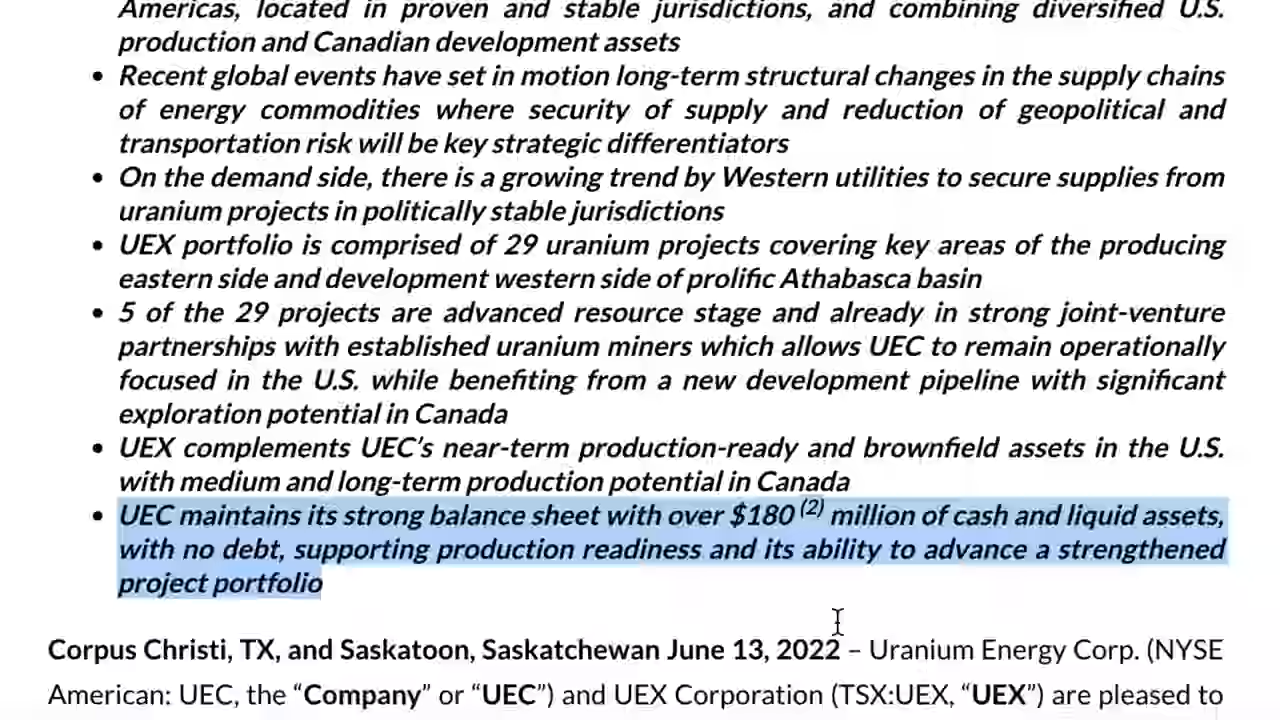 Americas, located in proven and stable jurisdictions, and combining diversified U.S.
production and Canadian development assets
• Recent global events have set in motion long-term structural changes in the supply chains
of energy commodities where security of supply and reduction of geopolitical and
transportation risk will be key strategic differentiators
• On the demand side, there is a growing trend by Western utilities to secure supplies from
uranium projects in politically stable jurisdictions
• UEX portfolio is comprised of 29 uranium projects covering key areas of the producing
eastern side and development western side of prolific Athabasca basin
• 5 of the 29 projects are advanced resource stage and already in strong joint-venture
partnerships with established uranium miners which allows UEC to remain operationally
focused in the U.S. while benefiting from a new development pipeline with significant
exploration potential in Canada
• UEX complements UEC’s near-term production-ready and brownfield assets in the U.S.
with medium and long-term production potential in Canada
• UEC maintains its strong balance sheet with over $180 (2) million of cash and liquid assets,
with no debt, supporting production readiness and its ability to advance a strengthened
project portfolio
Corpus Christi, TX, and Saskatoon, Saskatchewan June 13, 2022 – Uranium Energy Corp. (NYSE
American: UEC, the “Company” or “UEC”) and UEX Corporation (TSX:UEX, “UEX”) are pleased to